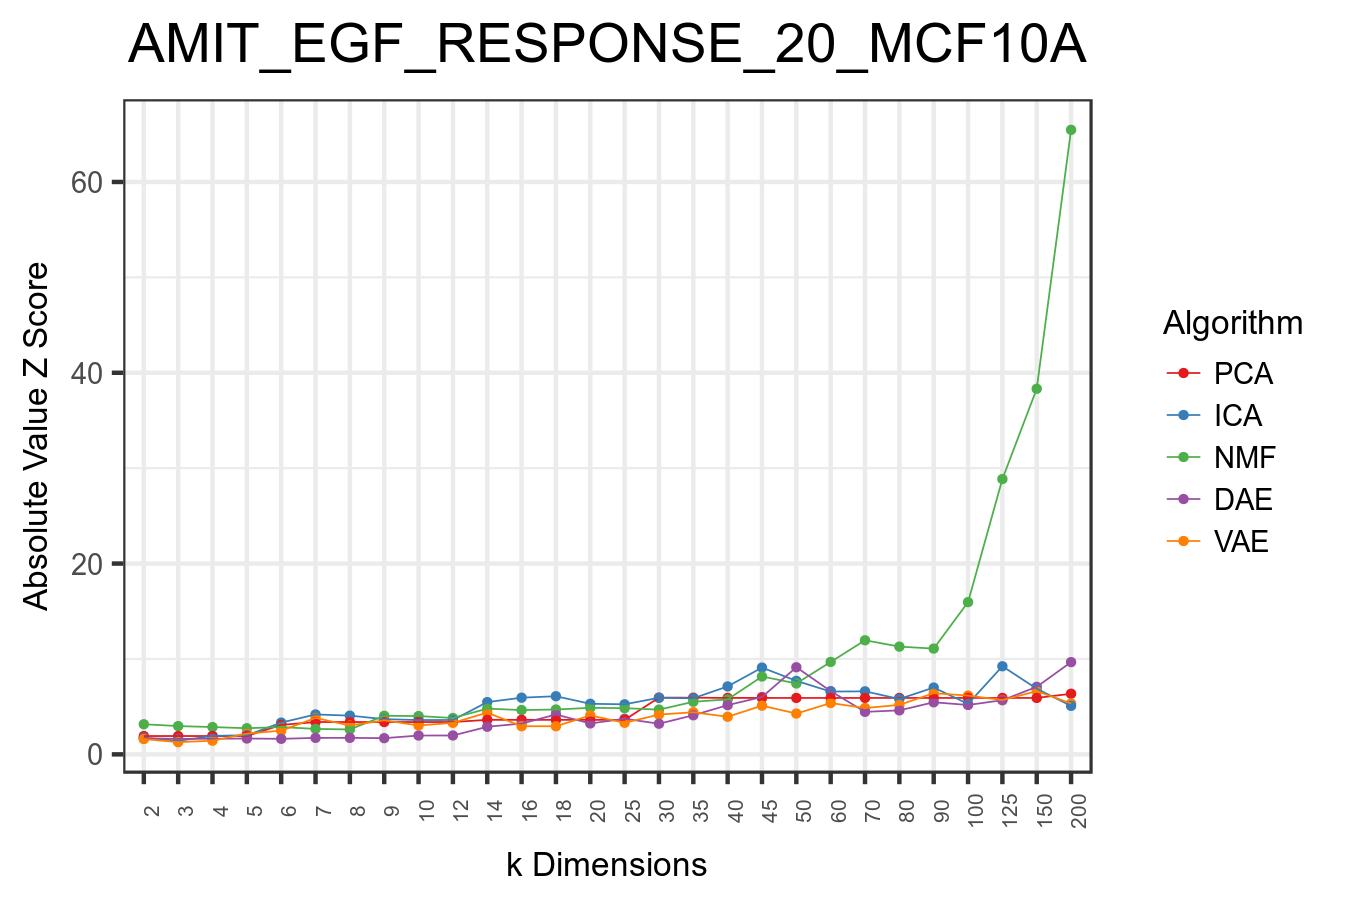 AMIT_EGF_RESPONSE_20_MCF10A
Absolute Value Z Score
60
40
20
0
2 3 4 5 6 7 8 9 10 12 14 16 18 20 25 30 35 40 45 50 60 70 80 90 100 125 150 200
k Dimensions
Algorithm
PCA
ICA
NMF
DAE
VAE